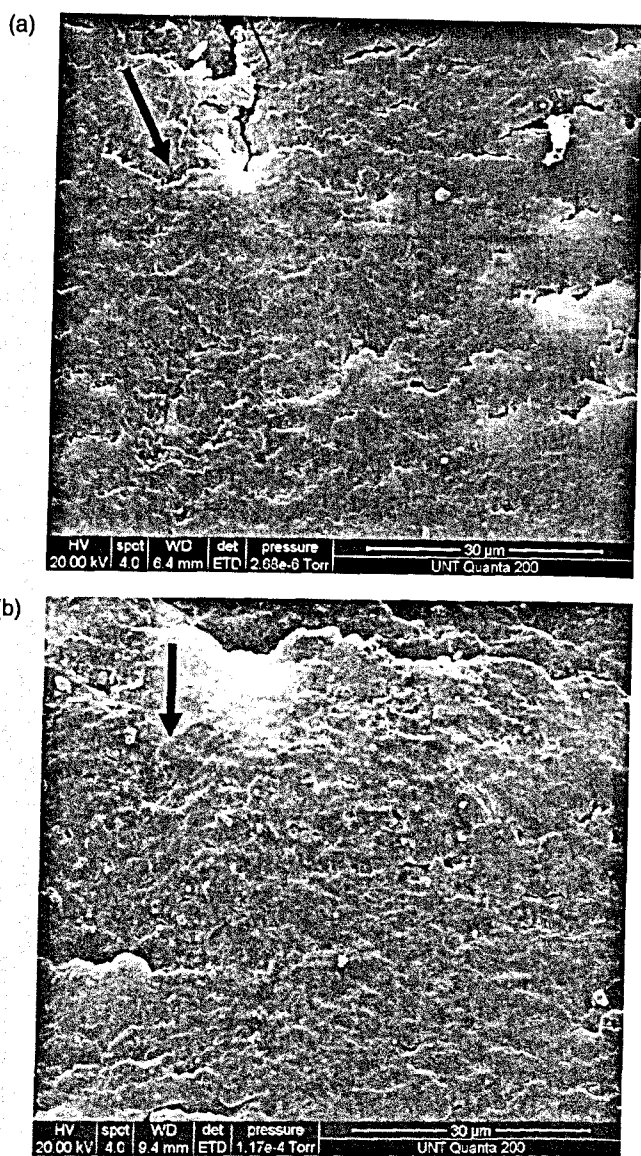 (a)
HV spot WD det pressure 30 µm
20.00 kV 4.0 6.4 mm ETD 2.68e-6 Torr UNT Quanta 200
(b)
HV spot WD det pressure 30 µm
20.00 kV 4.0 9.4 mm ETD 1.17e-4 Torr UNT Quanta 200